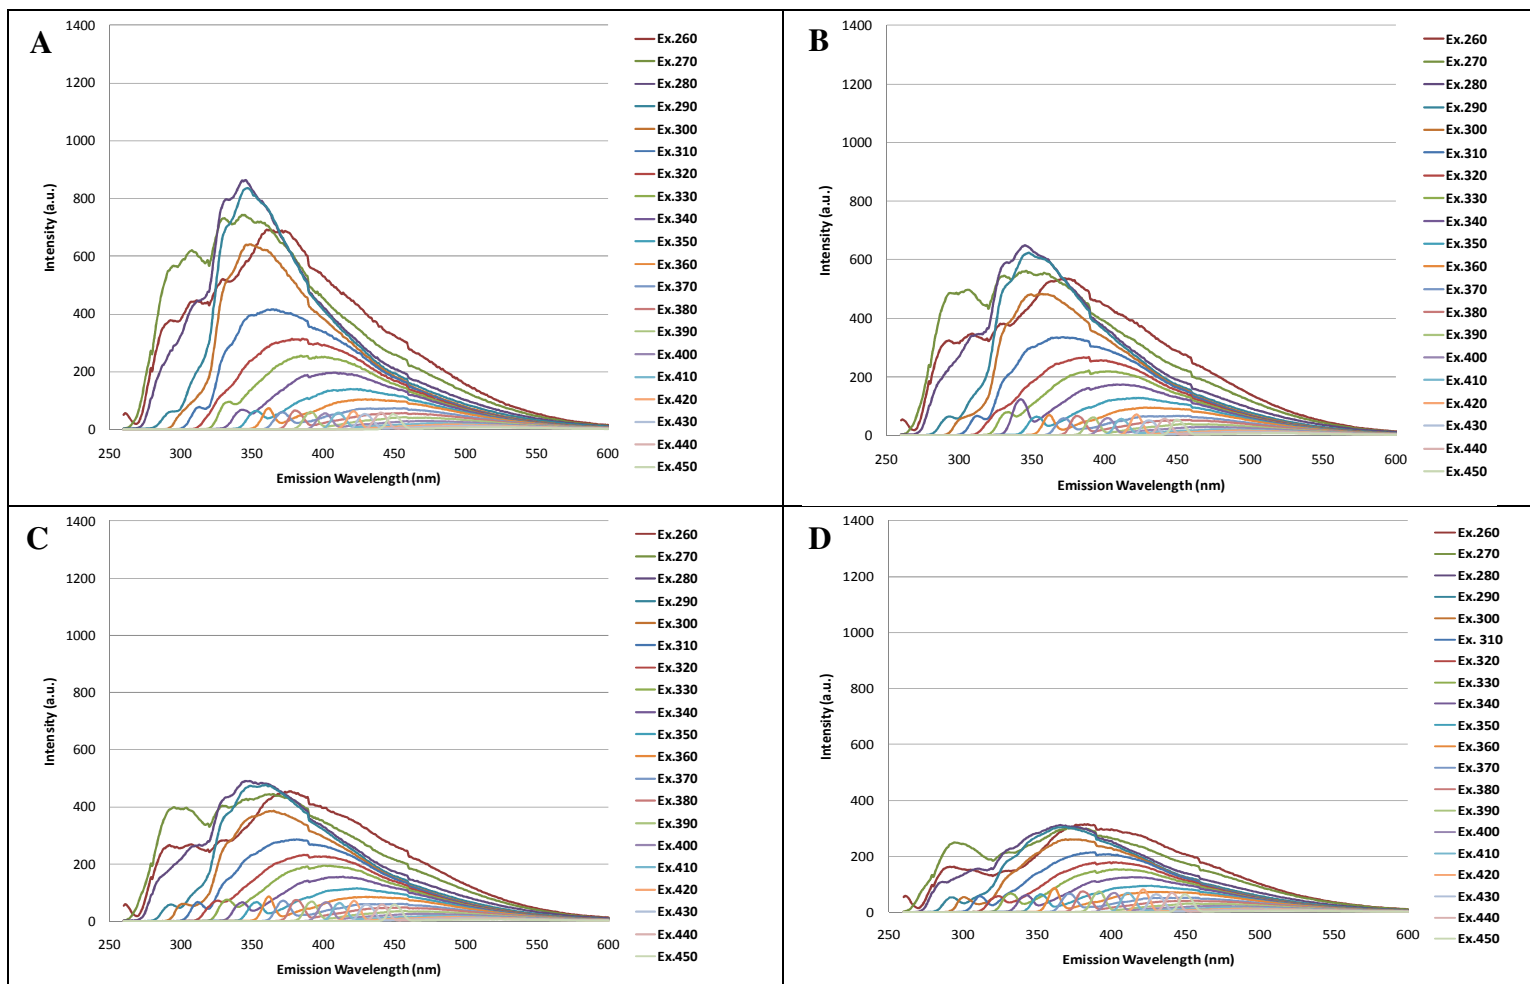 A
1400
1200
1000
800
600
400
200
0
250 300 350 400 450 500 550 600
Intensity (a.u.)
Emission Wavelength (nm)
Ex.260
Ex.270
Ex.280
Ex.290
Ex.300
Ex.310
Ex.320
Ex.330
Ex.340
Ex.350
Ex.360
Ex.370
Ex.380
Ex.390
Ex.400
Ex.410
Ex.420
Ex.430
Ex.440
Ex.450
B
1400
1200
1000
800
600
400
200
0
250 300 350 400 450 500 550 600
Intensity (a.u.)
Emission Wavelength (nm)
Ex.260
Ex.270
Ex.280
Ex.290
Ex.300
Ex.310
Ex.320
Ex.330
Ex.340
Ex.350
Ex.360
Ex.370
Ex.380
Ex.390
Ex.400
Ex.410
Ex.420
Ex.430
Ex.440
Ex.450
C
1400
1200
1000
800
600
400
200
0
250 300 350 400 450 500 550 600
Intensity (a.u.)
Emission Wavelength (nm)
Ex.260
Ex.270
Ex.280
Ex.290
Ex.300
Ex.310
Ex.320
Ex.330
Ex.340
Ex.350
Ex.360
Ex.370
Ex.380
Ex.390
Ex.400
Ex.410
Ex.420
Ex.430
Ex.440
Ex.450
D
1400
1200
1000
800
600
400
200
0
250 300 350 400 450 500 550 600
Intensity (a.u.)
Emission Wavelength (nm)
Ex.260
Ex.270
Ex.280
Ex.290
Ex.300
Ex. 310
Ex.320
Ex.330
Ex.340
Ex.350
Ex.360
Ex.370
Ex.380
Ex.390
Ex.400
Ex.410
Ex.420
Ex.430
Ex.440
Ex.450